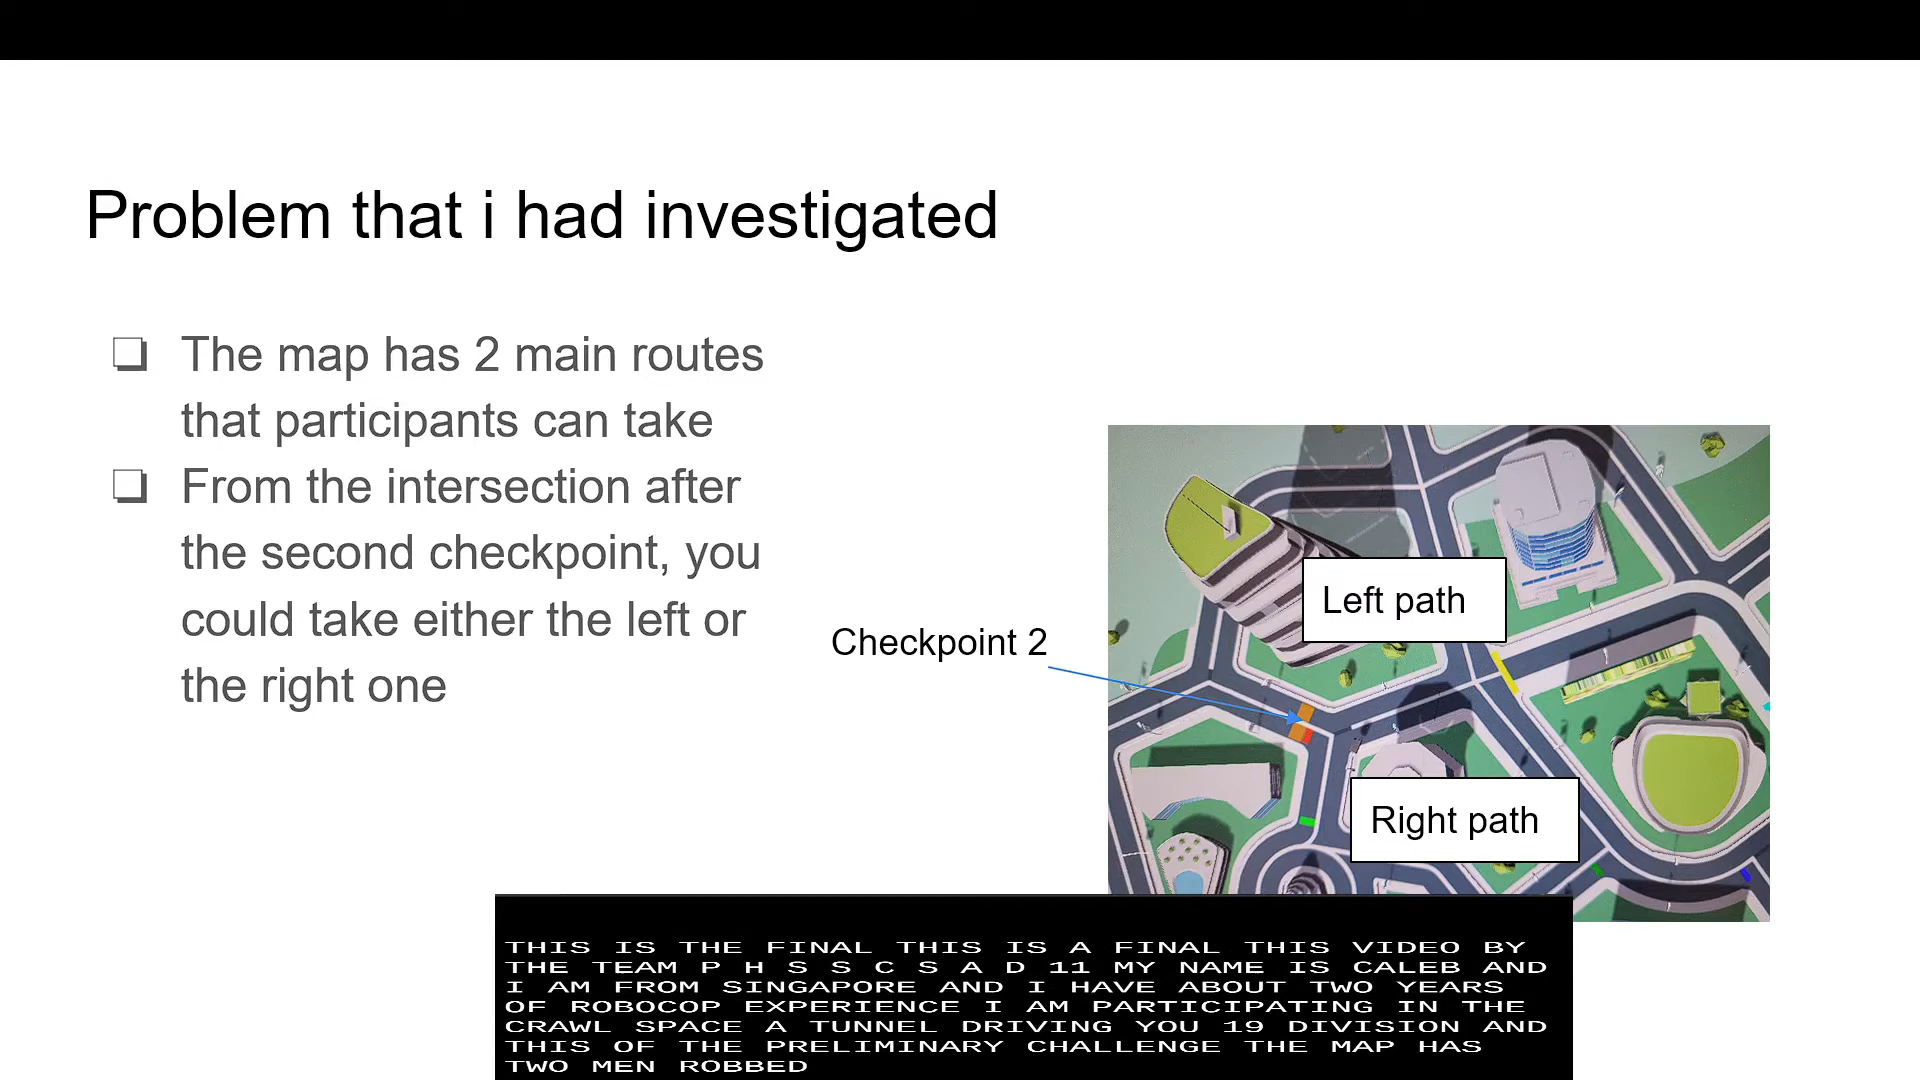 Problem that i had investigated
❏ The map has 2 main routes
that participants can take
❏ From the intersection after
the second checkpoint, you
could take either the left or
the right one
Left path
Checkpoint 2
Right path
THIS IS THE FINAL THIS IS A FINAL THIS VIDEO BY
THE TEAM P H S S C S A D 11 MY NAME IS CALEB AND
I AM FROM SINGAPORE AND I HAVE ABOUT TWO YEARS
OF ROBOCOP EXPERIENCE I AM PARTICIPATING IN THE
CRAWL SPACE A TUNNEL DRIVING YOU 19 DIVISION AND
THIS OF THE PRELIMINARY CHALLENGE THE MAP HAS
TWO MEN ROBBED